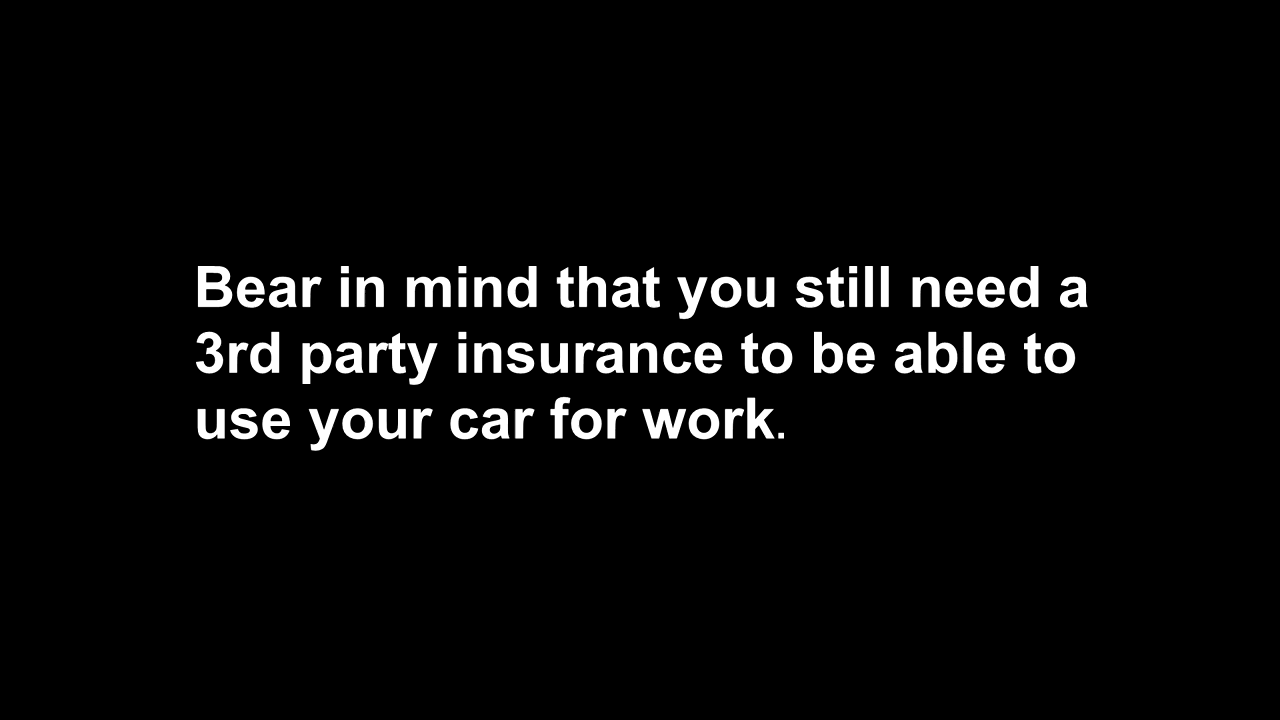 Bear in mind that you still need a
3rd party insurance to be able to
use your car for work.